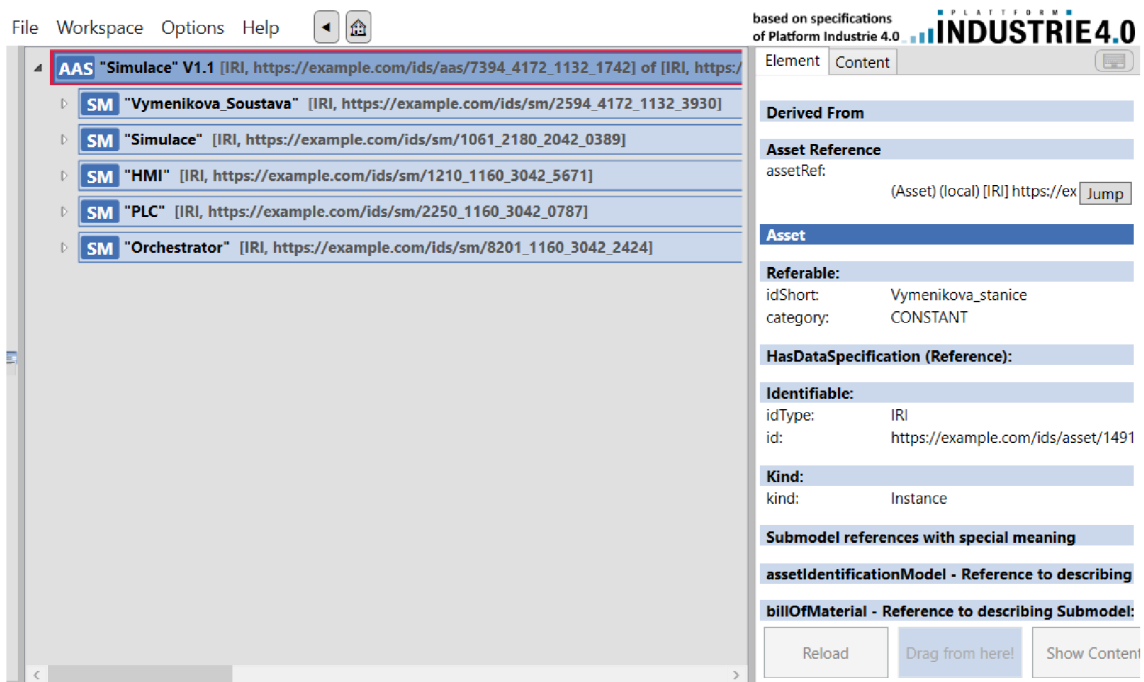 File Workspace Options Help
based on specifications
of Platform Industrie 4.0
PLATTFORM
INDUSTRIE4.0
AAS "Simulace" V1.1 [IRI, https://example.com/ids/aas/7394_4172_1132_1742] of [IRI, https:/
SM "Vymenikova_Soustava" [IRI, https://example.com/ids/sm/2594_4172_1132_3930]
SM "Simulace" [IRI, https://example.com/ids/sm/1061_2180_2042_0389]
SM "HMI" [IRI, https://example.com/ids/sm/1210_1160_3042_5671]
SM "PLC" [IRI, https://example.com/ids/sm/2250_1160_3042_0787]
SM "Orchestrator" [IRI, https://example.com/ids/sm/8201_1160_3042_2424]
Element Content
Derived From
Asset Reference
assetRef:
(Asset) (local) [IRI] https://ex Jump
Asset
Referable:
idShort: Vymenikova_stanice
category: CONSTANT
HasDataSpecification (Reference):
Identifiable:
idType: IRI
id: https://example.com/ids/asset/1491
Kind:
kind: Instance
Submodel references with special meaning
assetIdentificationModel - Reference to describing
billOfMaterial - Reference to describing Submodel:
Reload Drag from here! Show Content